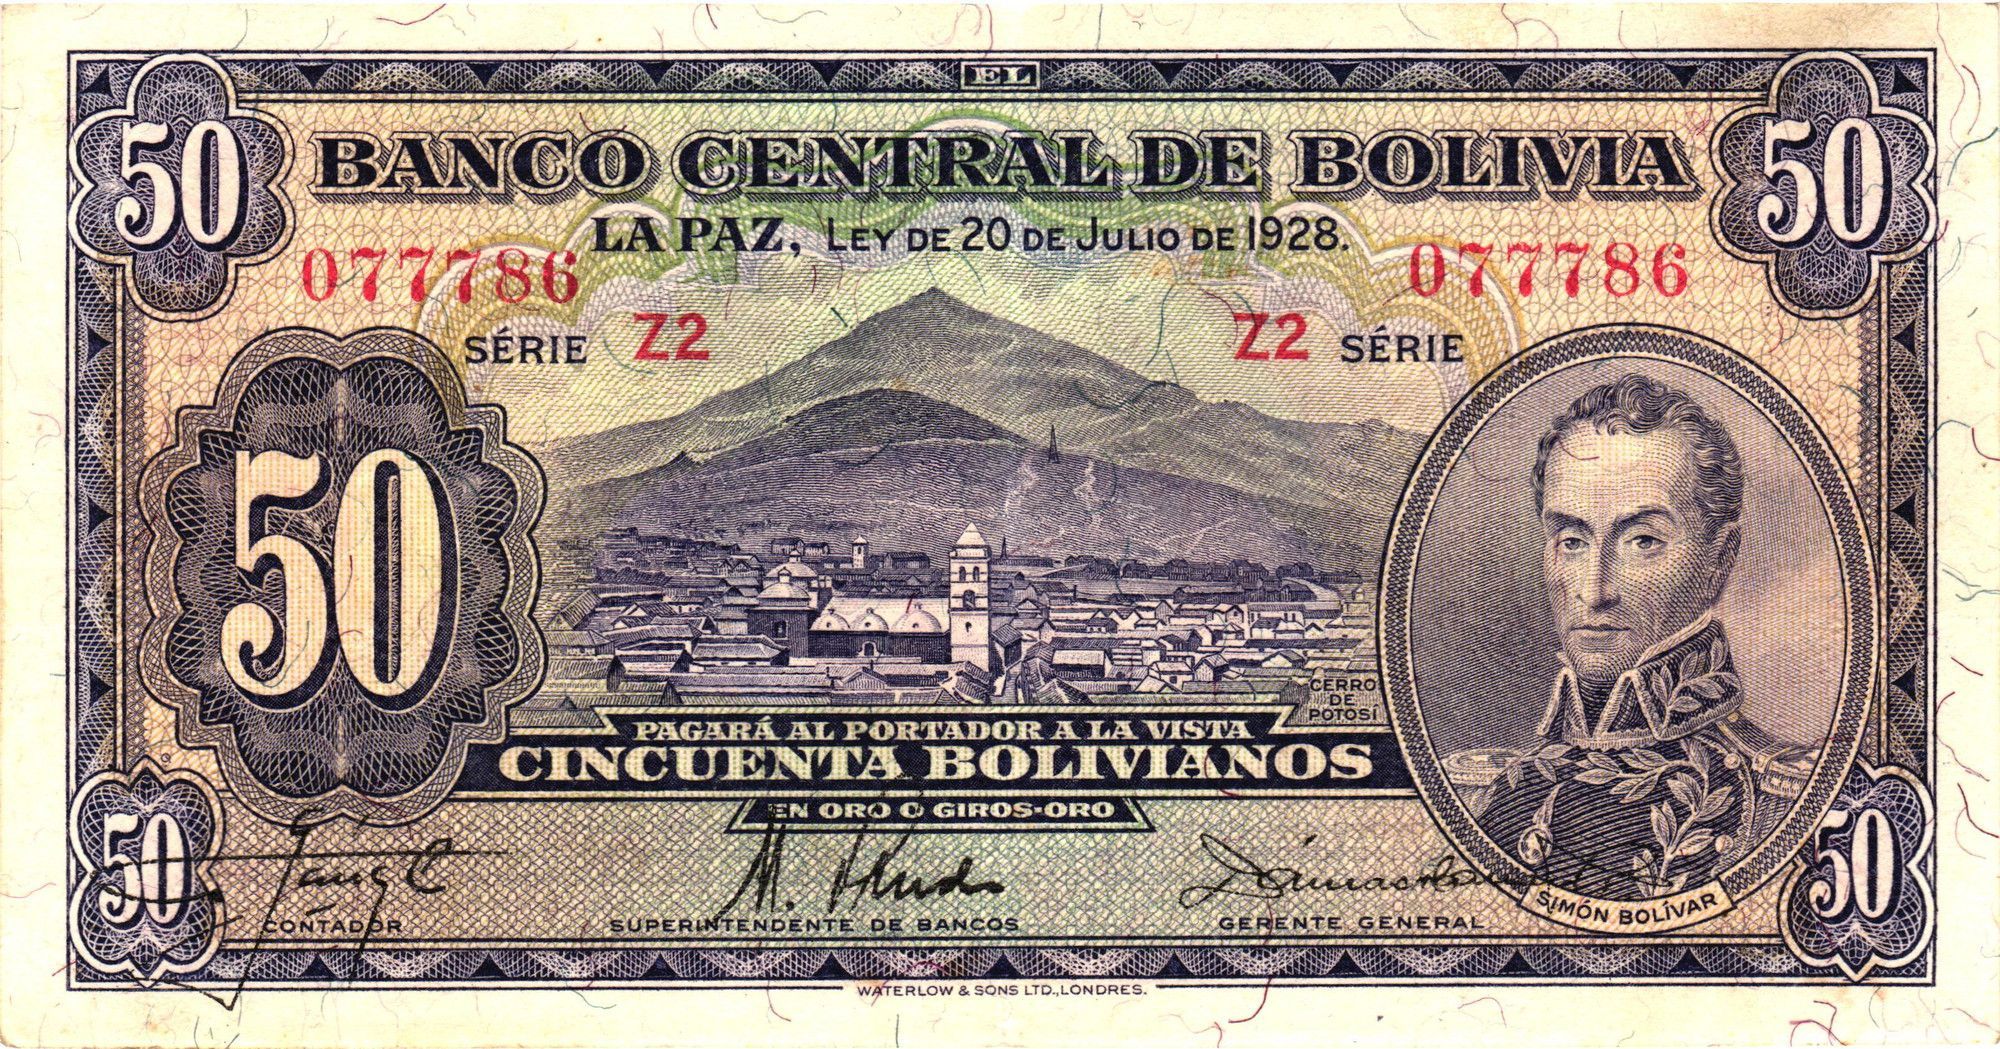 50 EL 50
BANCO CENTRAL DE BOLIVIA
LA PAZ, LEY DE 20 DE JULIO DE 1928.
077786 077786
SÉRIE Z2 Z2 SÉRIE
50
CERRO
DE
POTOSI
PAGARÁ AL PORTADOR A LA VISTA
CINCUENTA BOLIVIANOS
EN ORO O GIROS-ORO
50 50
CONTADOR SUPERINTENDENTE DE BANCOS GERENTE GENERAL
SIMÓN BOLÍVAR
WATERLOW & SONS LTD., LONDRES.